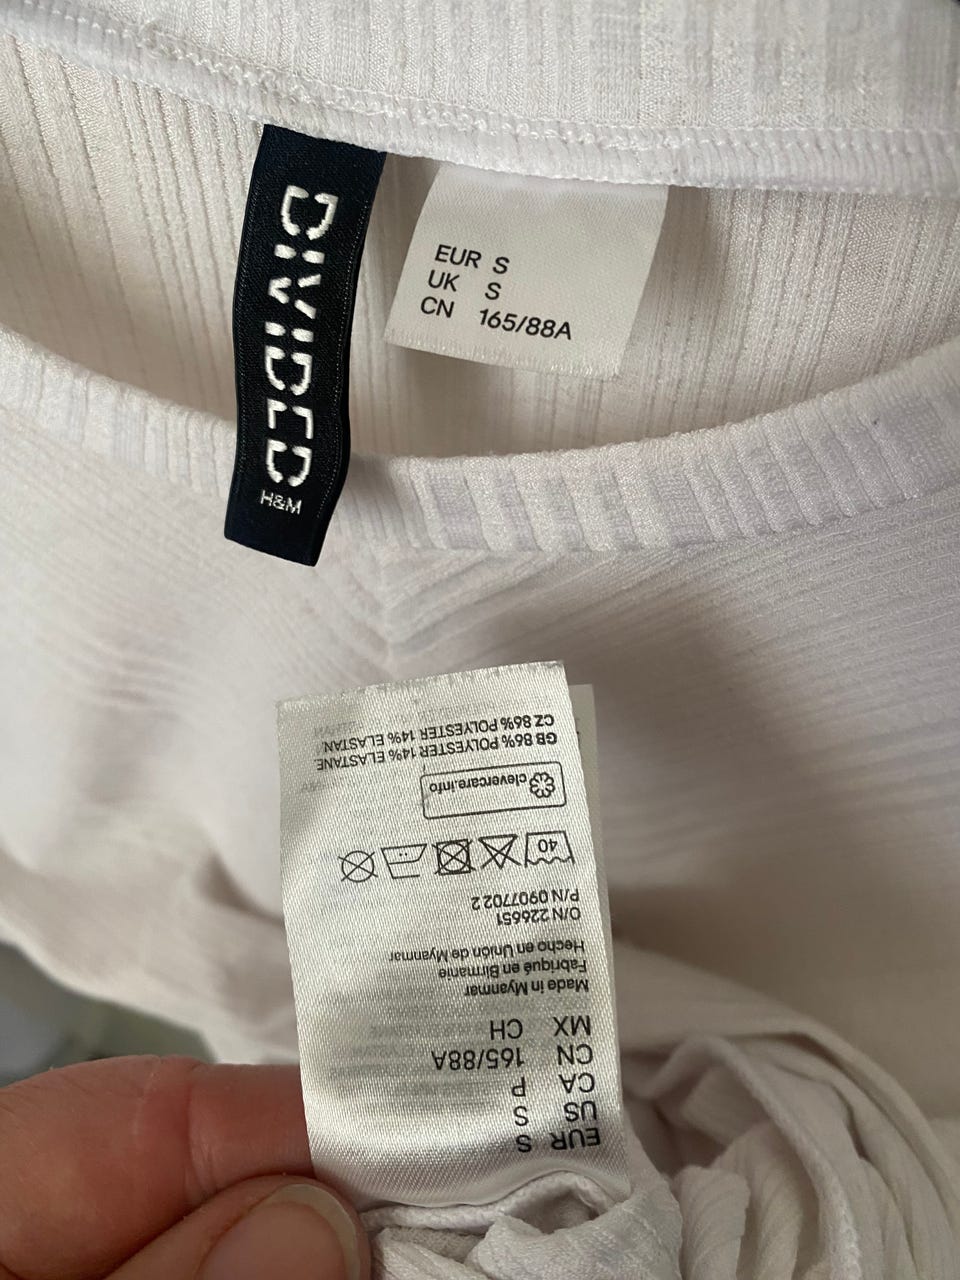 DIVIDED
H&M
EUR S
UK S
CN 165/88A
EUR S
US S
CA P
CN 165/88A
MX CH
Made in Myanmar
Fabriqué en Birmanie
Hecho en Unión de Myanmar
O/N 226651
P/N 0907702 2
40
clevercare.info
GB 86% POLYESTER 14% ELASTANE
CZ 86% POLYESTER 14% ELASTAN.